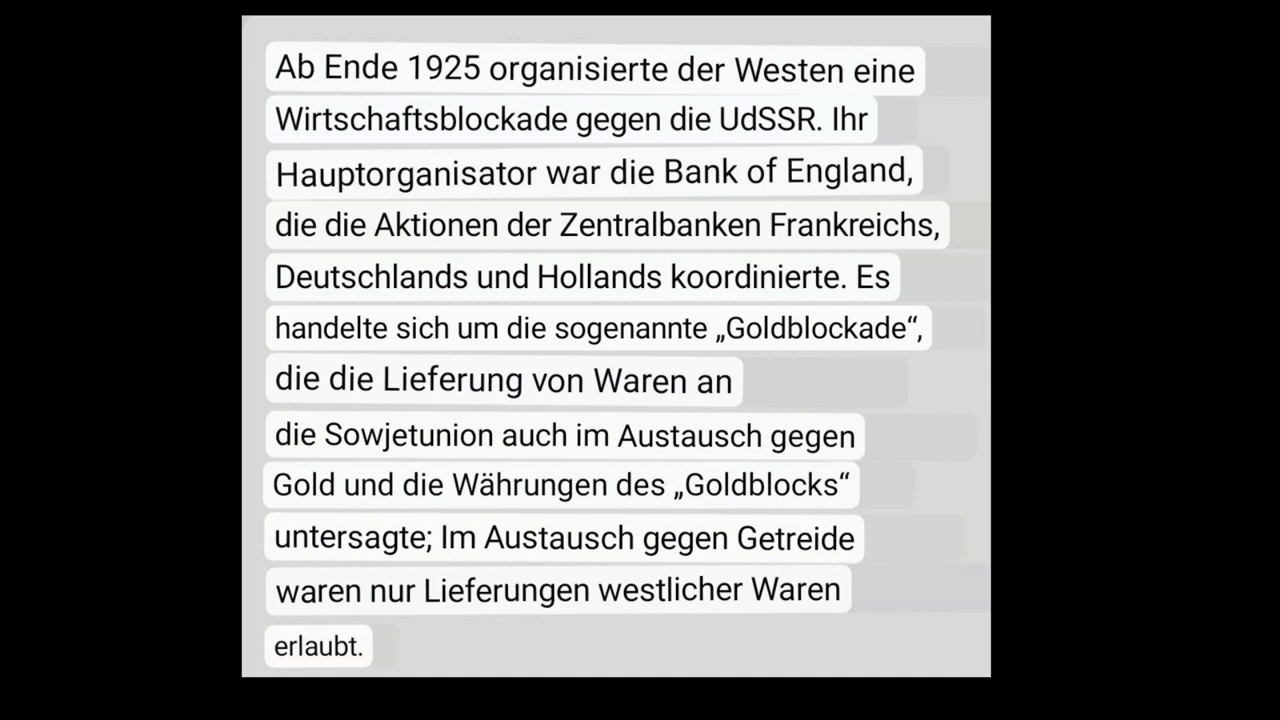 Ab Ende 1925 organisierte der Westen eine
Wirtschaftsblockade gegen die UdSSR. Ihr
Hauptorganisator war die Bank of England,
die die Aktionen der Zentralbanken Frankreichs,
Deutschlands und Hollands koordinierte. Es
handelte sich um die sogenannte „Goldblockade“,
die die Lieferung von Waren an
die Sowjetunion auch im Austausch gegen
Gold und die Währungen des „Goldblocks“
untersagte; Im Austausch gegen Getreide
waren nur Lieferungen westlicher Waren
erlaubt.